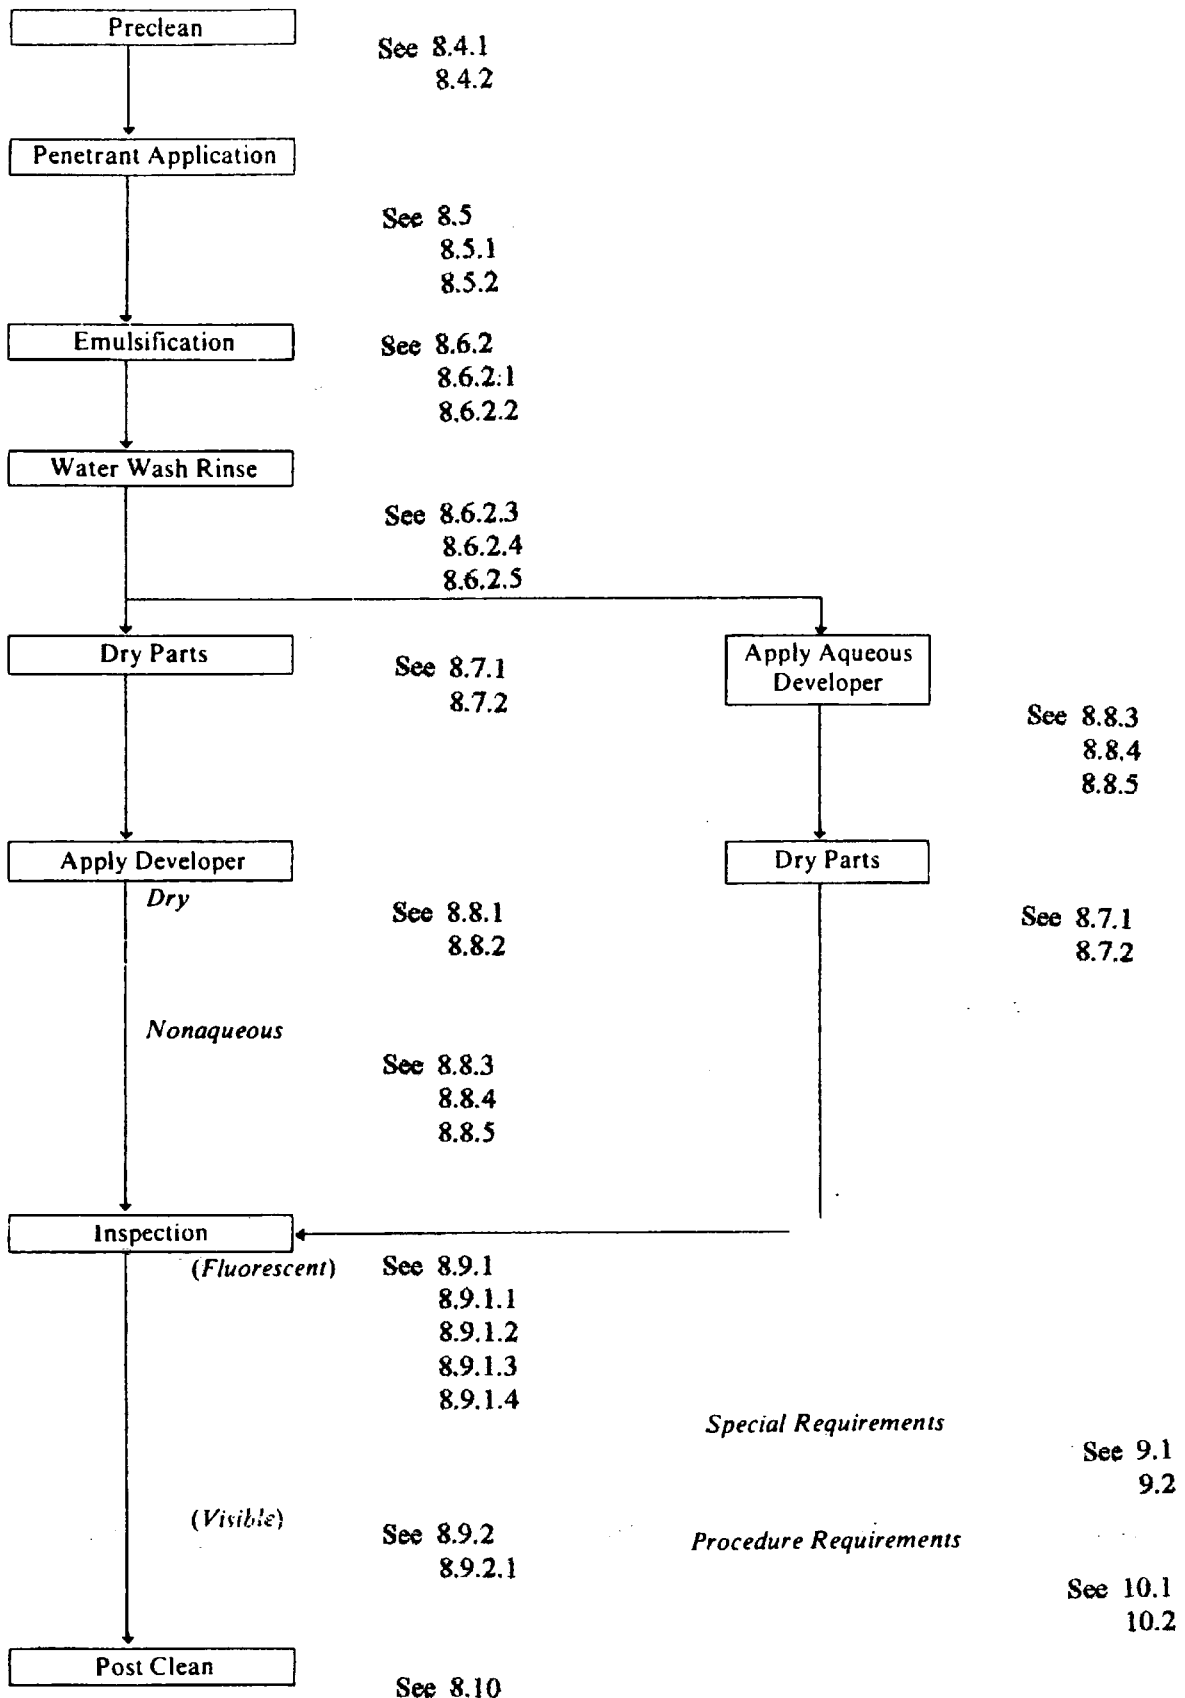 Preclean
See 8.4.1
8.4.2
Penetrant Application
See 8.5
8.5.1
8.5.2
Emulsification
See 8.6.2
8.6.2.1
8.6.2.2
Water Wash Rinse
See 8.6.2.3
8.6.2.4
8.6.2.5
Dry Parts
See 8.7.1
8.7.2
Apply Aqueous
Developer
See 8.8.3
8.8.4
8.8.5
Apply Developer
Dry
See 8.8.1
8.8.2
Dry Parts
See 8.7.1
8.7.2
Nonaqueous
See 8.8.3
8.8.4
8.8.5
Inspection
(Fluorescent)
See 8.9.1
8.9.1.1
8.9.1.2
8.9.1.3
8.9.1.4
Special Requirements
See 9.1
9.2
(Visible)
See 8.9.2
8.9.2.1
Procedure Requirements
See 10.1
10.2
Post Clean
See 8.10